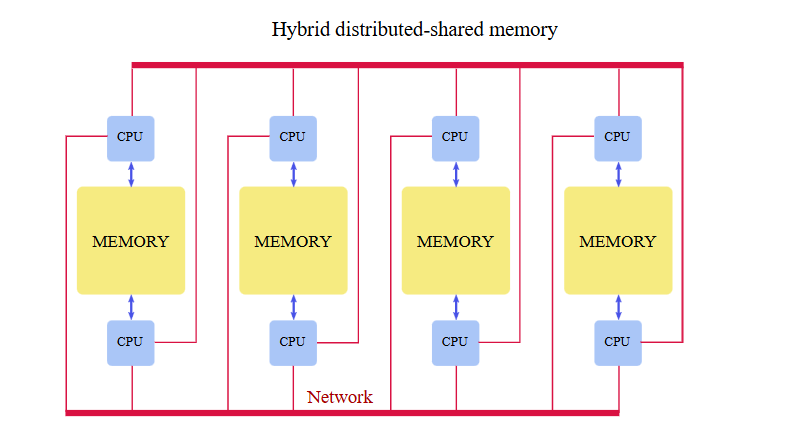 Hybrid distributed-shared memory
CPU CPU CPU CPU
MEMORY MEMORY MEMORY MEMORY
CPU CPU CPU CPU
Network